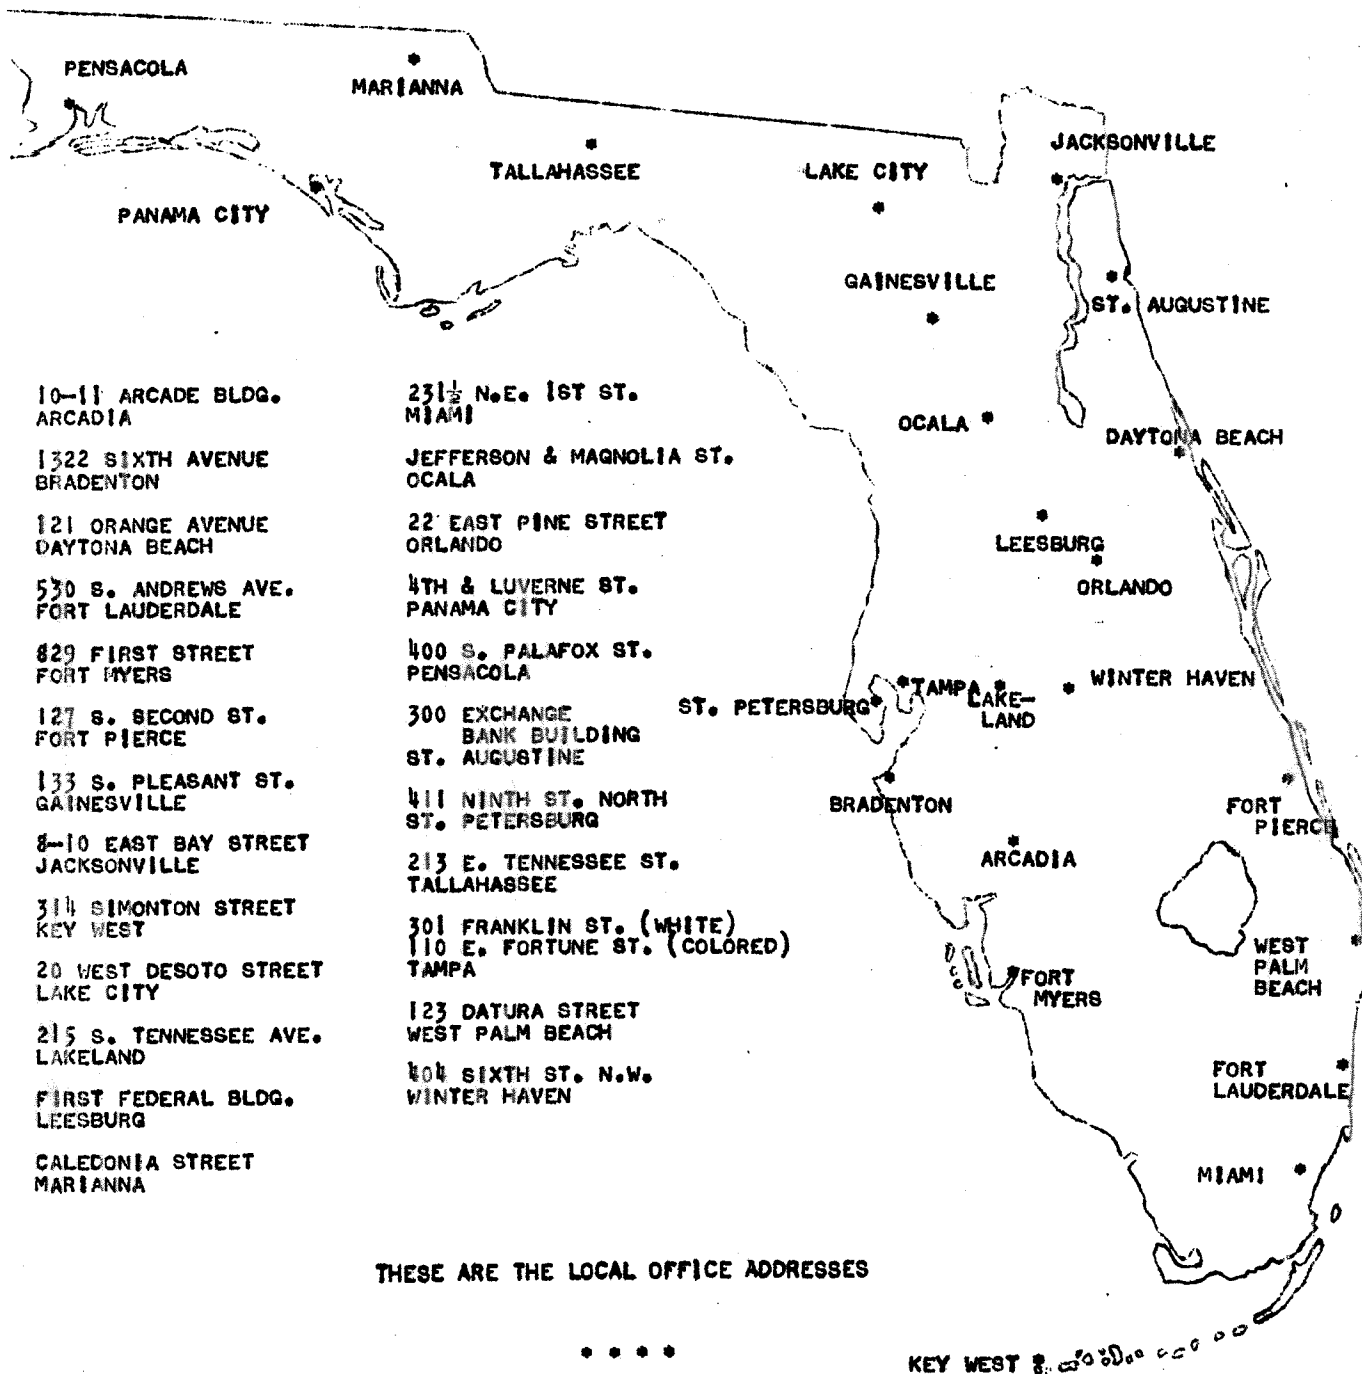 PENSACOLA
MARIANNA
JACKSONVILLE
TALLAHASSEE
LAKE CITY
PANAMA CITY
GAINESVILLE
ST. AUGUSTINE
OCALA
DAYTONA BEACH
LEESBURG
ORLANDO
WINTER HAVEN
TAMPA
LAKE-
LAND
ST. PETERSBURG
BRADENTON
FORT
PIERCE
ARCADIA
WEST
PALM
BEACH
FORT
MYERS
FORT
LAUDERDALE
MIAMI
10-11 ARCADE BLDG.
ARCADIA
1322 SIXTH AVENUE
BRADENTON
121 ORANGE AVENUE
DAYTONA BEACH
530 S. ANDREWS AVE.
FORT LAUDERDALE
829 FIRST STREET
FORT MYERS
127 S. SECOND ST.
FORT PIERCE
133 S. PLEASANT ST.
GAINESVILLE
8-10 EAST BAY STREET
JACKSONVILLE
314 SIMONTON STREET
KEY WEST
20 WEST DESOTO STREET
LAKE CITY
215 S. TENNESSEE AVE.
LAKELAND
FIRST FEDERAL BLDG.
LEESBURG
CALEDONIA STREET
MARIANNA
231½ N.E. 1ST ST.
MIAMI
JEFFERSON & MAGNOLIA ST.
OCALA
22 EAST PINE STREET
ORLANDO
4TH & LUVERNE ST.
PANAMA CITY
400 S. PALAFOX ST.
PENSACOLA
300 EXCHANGE
BANK BUILDING
ST. AUGUSTINE
411 NINTH ST. NORTH
ST. PETERSBURG
213 E. TENNESSEE ST.
TALLAHASSEE
301 FRANKLIN ST. (WHITE)
110 E. FORTUNE ST. (COLORED)
TAMPA
123 DATURA STREET
WEST PALM BEACH
404 SIXTH ST. N.W.
WINTER HAVEN
THESE ARE THE LOCAL OFFICE ADDRESSES
* * * *
KEY WEST